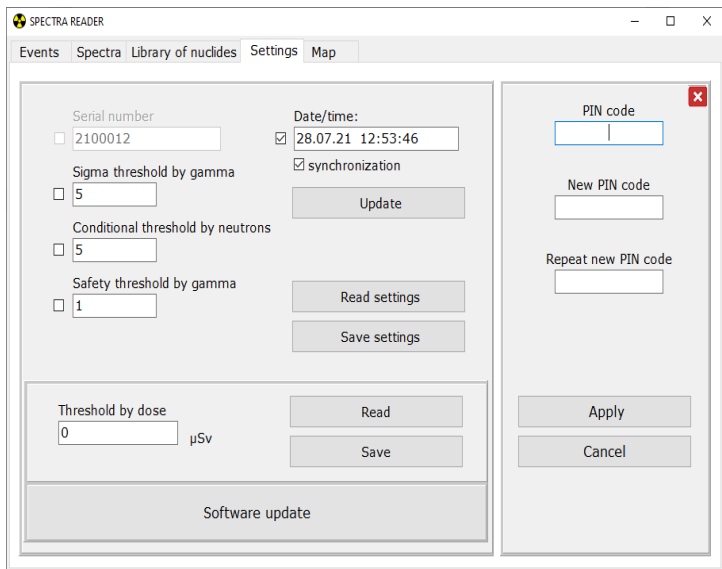 SPECTRA READER
Events Spectra Library of nuclides Settings Map
Serial number
2100012
Date/time:
28.07.21 12:53:46
synchronization
Sigma threshold by gamma
5
Update
Conditional threshold by neutrons
5
Safety threshold by gamma
1
Read settings
Save settings
Threshold by dose
0
µSv
Read
Save
Software update
PIN code
New PIN code
Repeat new PIN code
Apply
Cancel